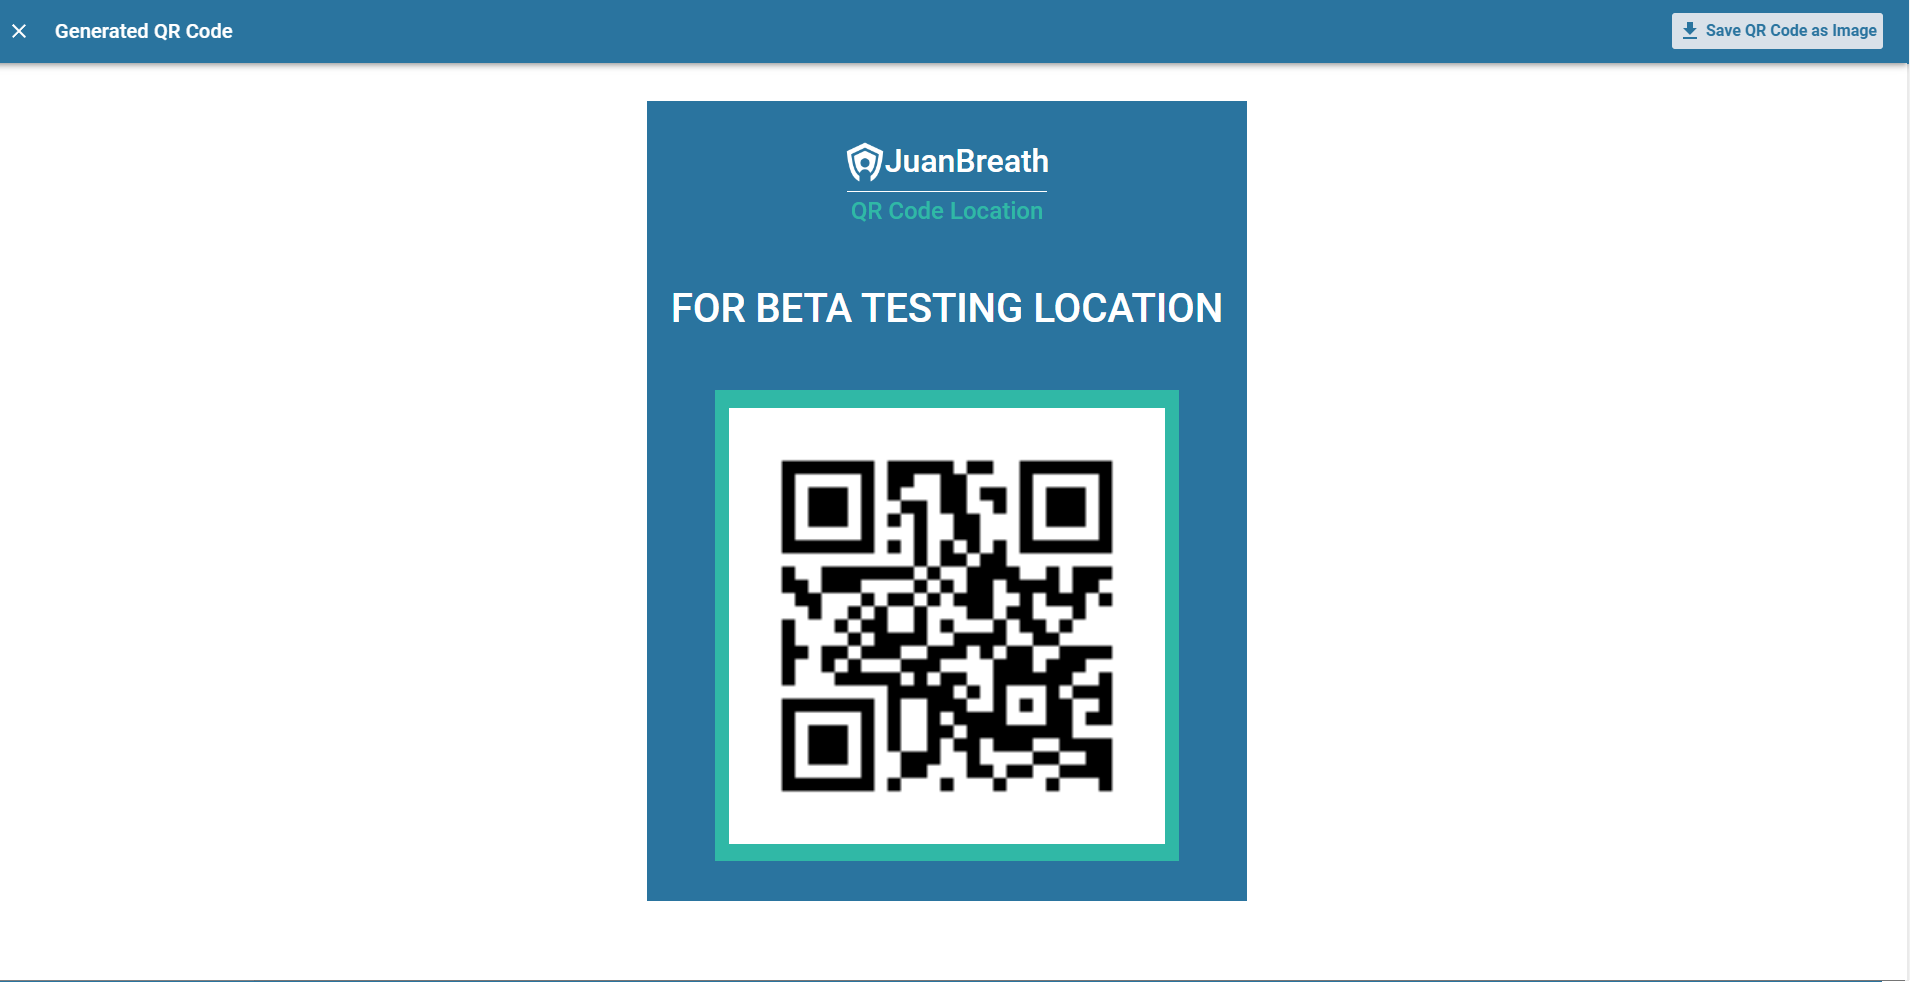 Generated QR Code
Save QR Code as Image
JuanBreath
QR Code Location
FOR BETA TESTING LOCATION